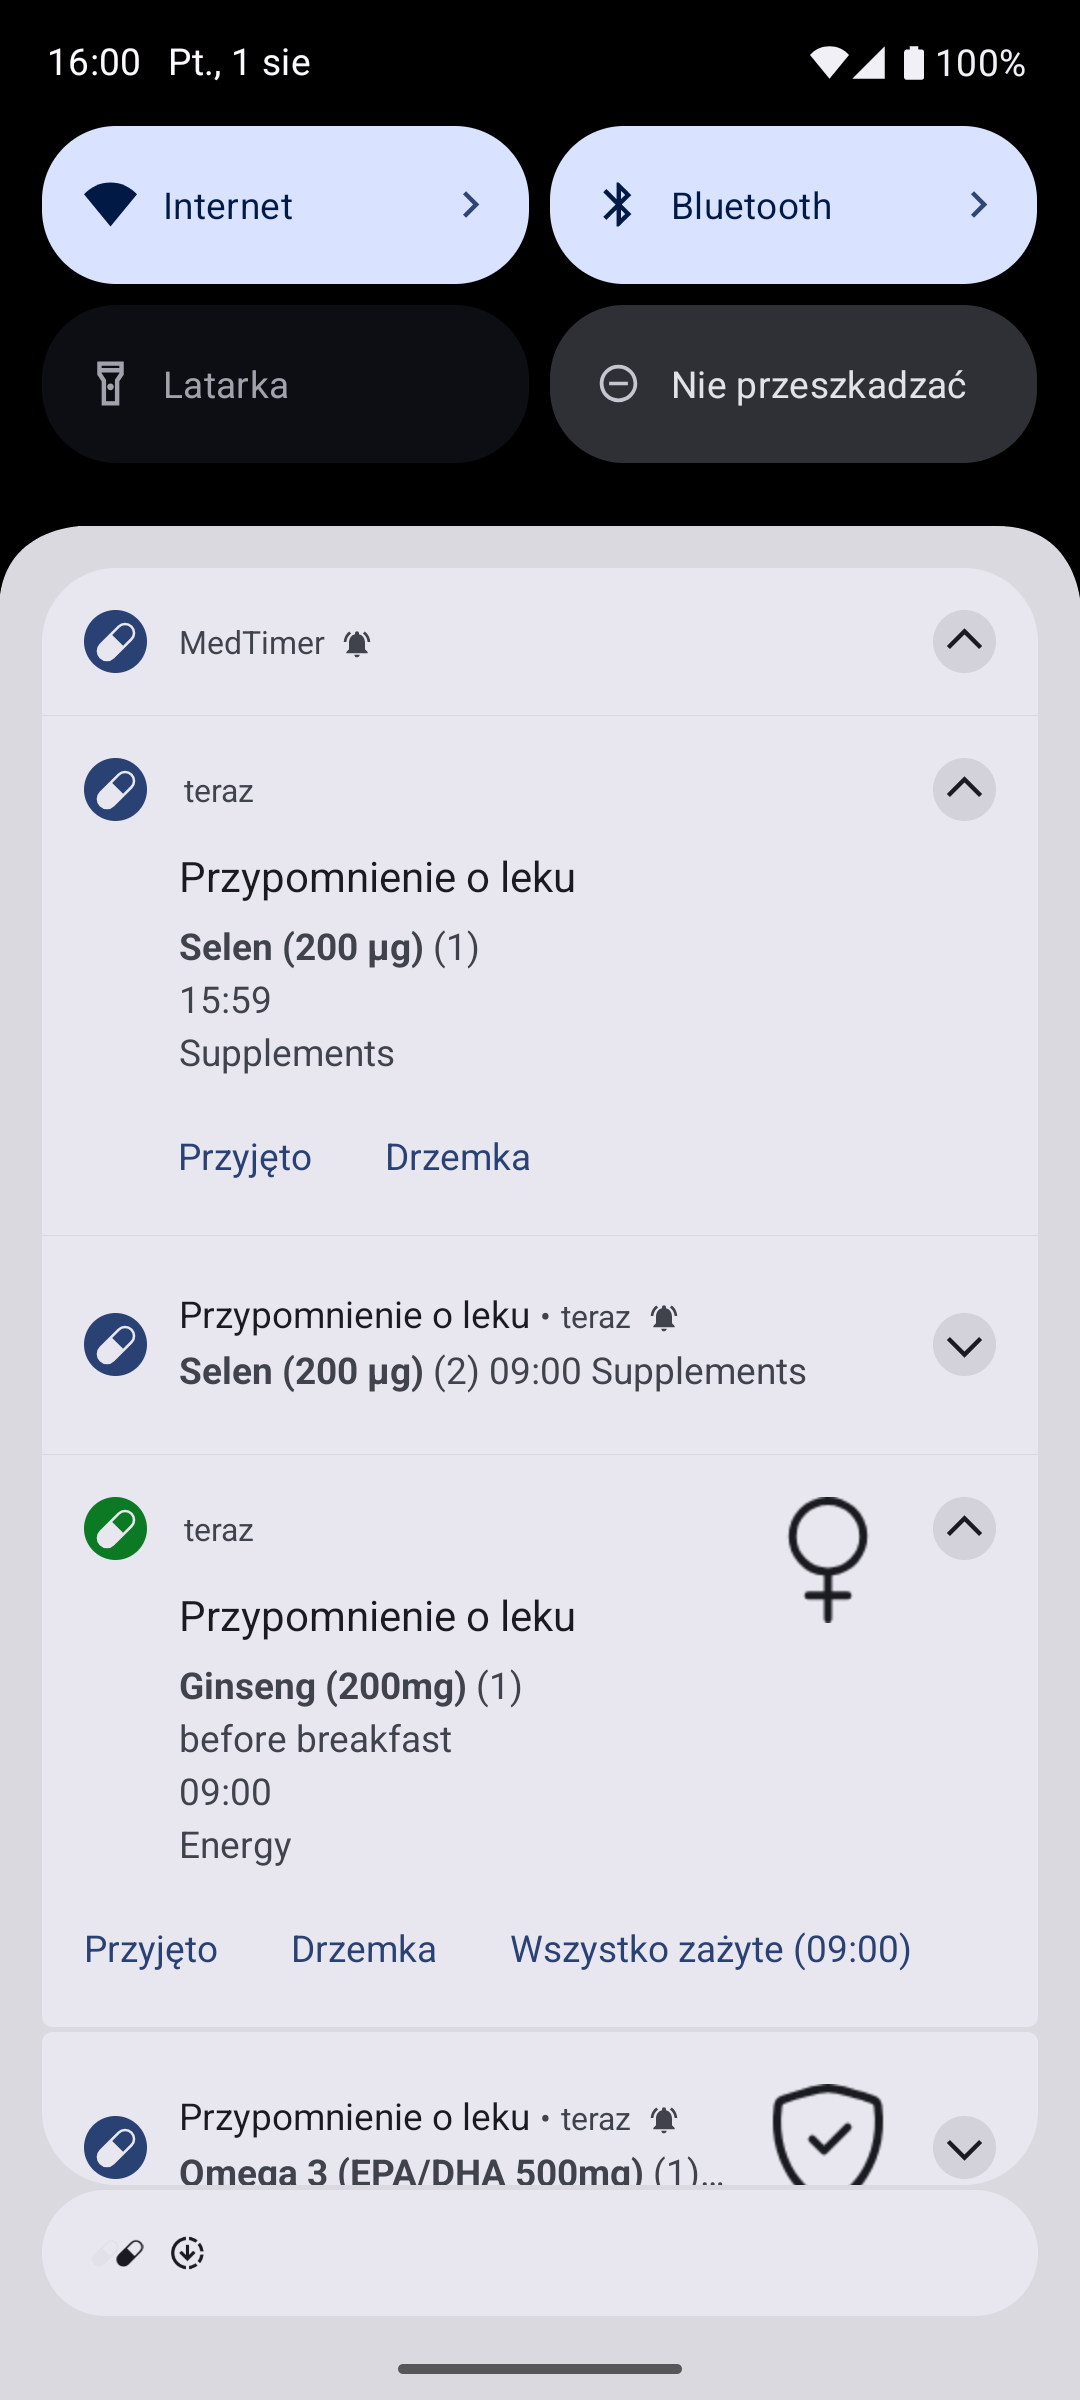 16:00 Pt., 1 sie 100%
Internet
Bluetooth
Latarka
Nie przeszkadzać
MedTimer
teraz
Przypomnienie o leku
Selen (200 µg) (1)
15:59
Supplements
Przyjęto Drzemka
Przypomnienie o leku • teraz
Selen (200 µg) (2) 09:00 Supplements
teraz
Przypomnienie o leku
Ginseng (200mg) (1)
before breakfast
09:00
Energy
Przyjęto Drzemka Wszystko zażyte (09:00)
Przypomnienie o leku • teraz
Omega 3 (EPA/DHA 500mg) (1)…